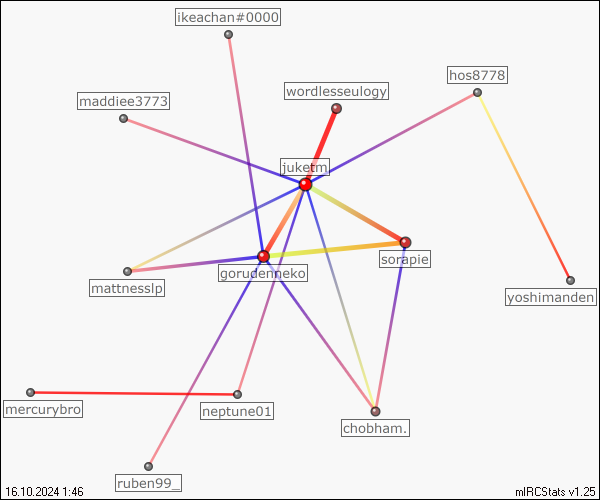 ikeachan#0000
hos8778
wordlesseulogy
maddiee3773
juketm
sorapie
gorudenneko
mattnesslp
yoshimanden
mercurybro
neptune01
chobham.
ruben99_
16.10.2024 1:46
mIRCStats v1.25